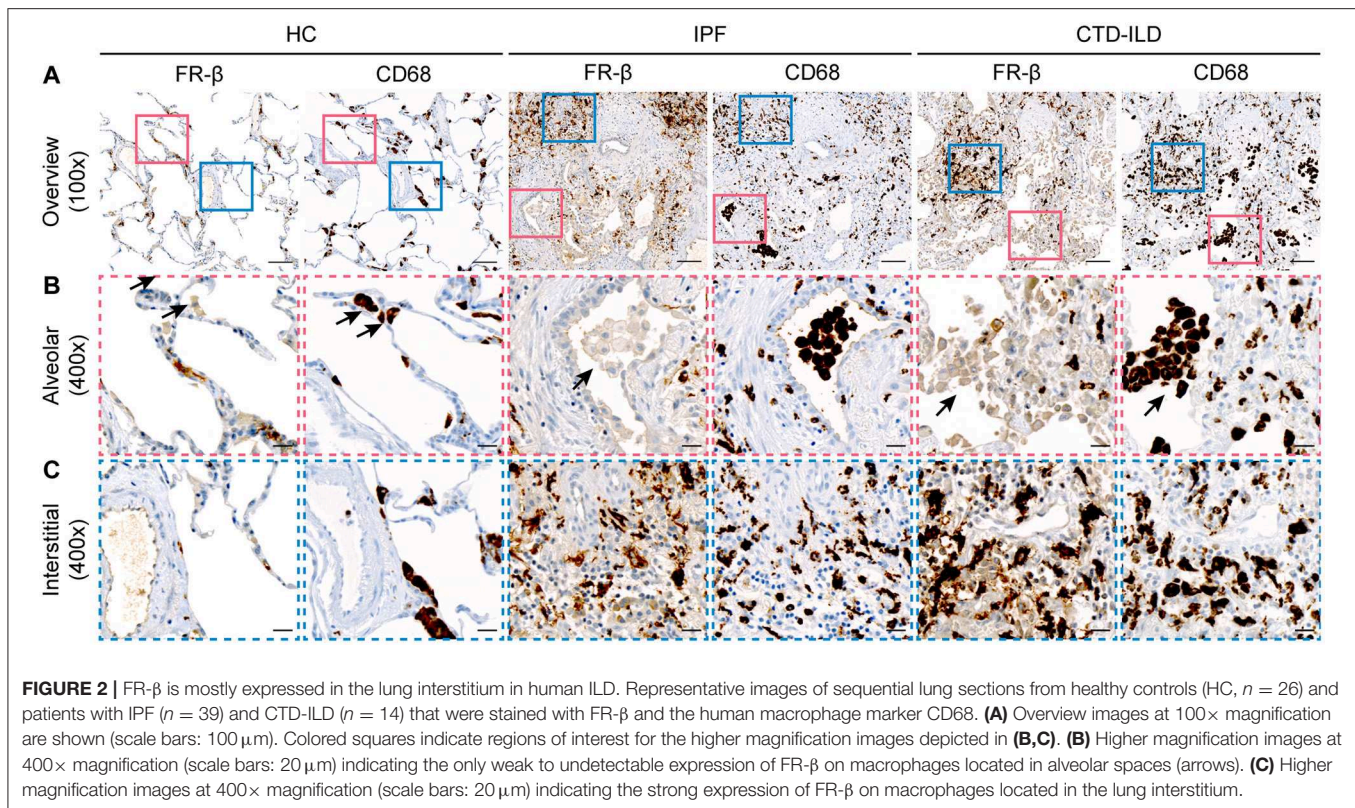 HC IPF CTD-ILD
A FR-β CD68 FR-β CD68 FR-β CD68
Overview
(100x)
B
Alveolar
(400x)
C
Interstitial
(400x)
FIGURE 2 | FR-β is mostly expressed in the lung interstitium in human ILD. Representative images of sequential lung sections from healthy controls (HC, n = 26) and
patients with IPF (n = 39) and CTD-ILD (n = 14) that were stained with FR-β and the human macrophage marker CD68. (A) Overview images at 100× magnification
are shown (scale bars: 100 μm). Colored squares indicate regions of interest for the higher magnification images depicted in (B,C). (B) Higher magnification images at
400× magnification (scale bars: 20 μm) indicating the only weak to undetectable expression of FR-β on macrophages located in alveolar spaces (arrows). (C) Higher
magnification images at 400× magnification (scale bars: 20 μm) indicating the strong expression of FR-β on macrophages located in the lung interstitium.